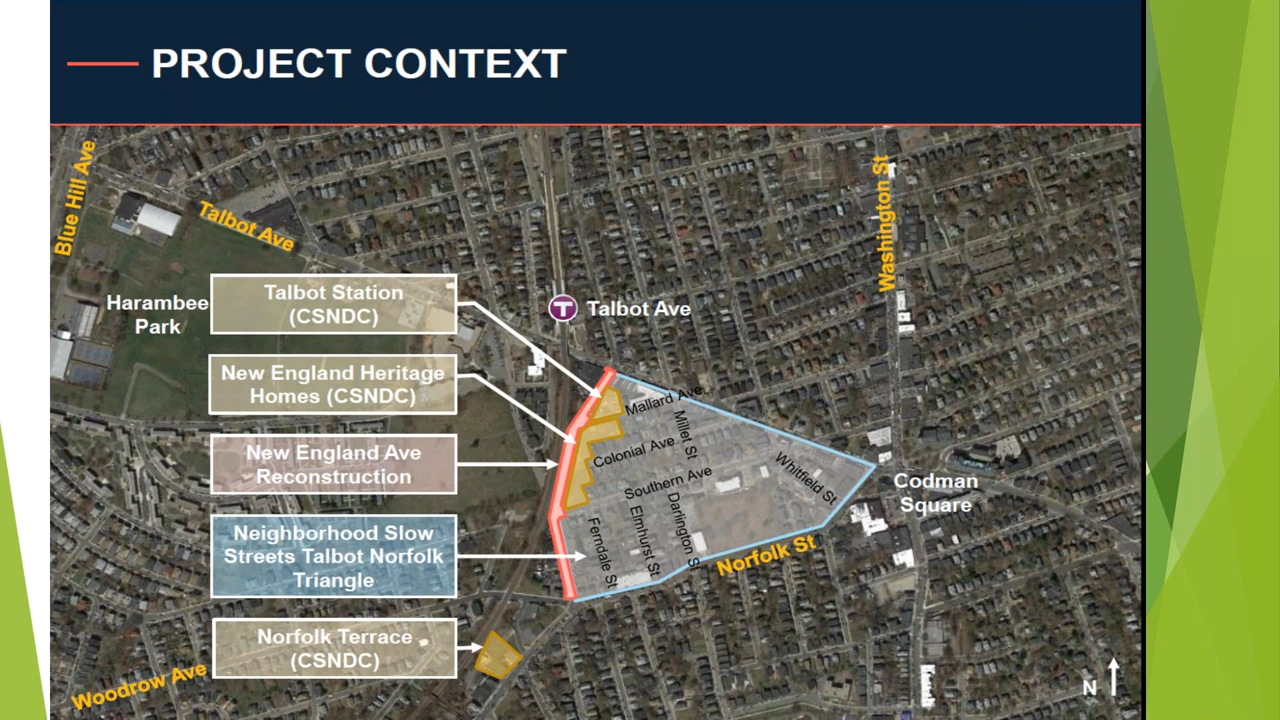 PROJECT CONTEXT
Blue Hill Ave
Talbot Ave
Washington St
Harambee
Park
Talbot Station
(CSNDC)
T
Talbot Ave
New England Heritage
Homes (CSNDC)
Mallard Ave
Millet St
Colonial Ave
New England Ave
Reconstruction
Southern Ave
Whitfield St
Codman
Square
Neighborhood Slow
Streets Talbot Norfolk
Triangle
Ferndale St
Elmhurst St
Darlington S
Norfolk St
Norfolk Terrace
(CSNDC)
Woodrow Ave
N